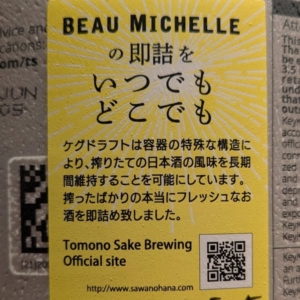 BEAU MICHELLE
の即詰を
いつでも
どこでも
ケグドラフトは容器の特殊な構造に
より、搾りたての日本酒の風味を長期
間維持することを可能にしています。
搾ったばかりの本当にフレッシュなお
酒を即詰め致しました。
Tomono Sake Brewing
Official site
http://www.sawanohana.com